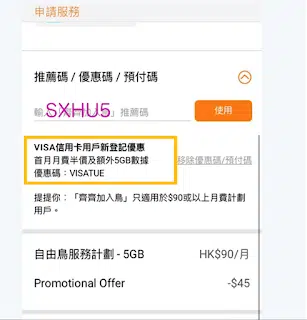 申請服務
推薦碼 / 優惠碼 / 預付碼
SXHU5
推薦碼
使用
VISA信用卡用戶新登記優惠
首月月費半價及額外5GB數據
優惠碼：VISATUE
移除優惠碼/預付碼
提提你：「齊齊加入鳥」只適用於$90或以上月費計劃
用戶。
自由鳥服務計劃 - 5GB HK$90/月
Promotional Offer -$45